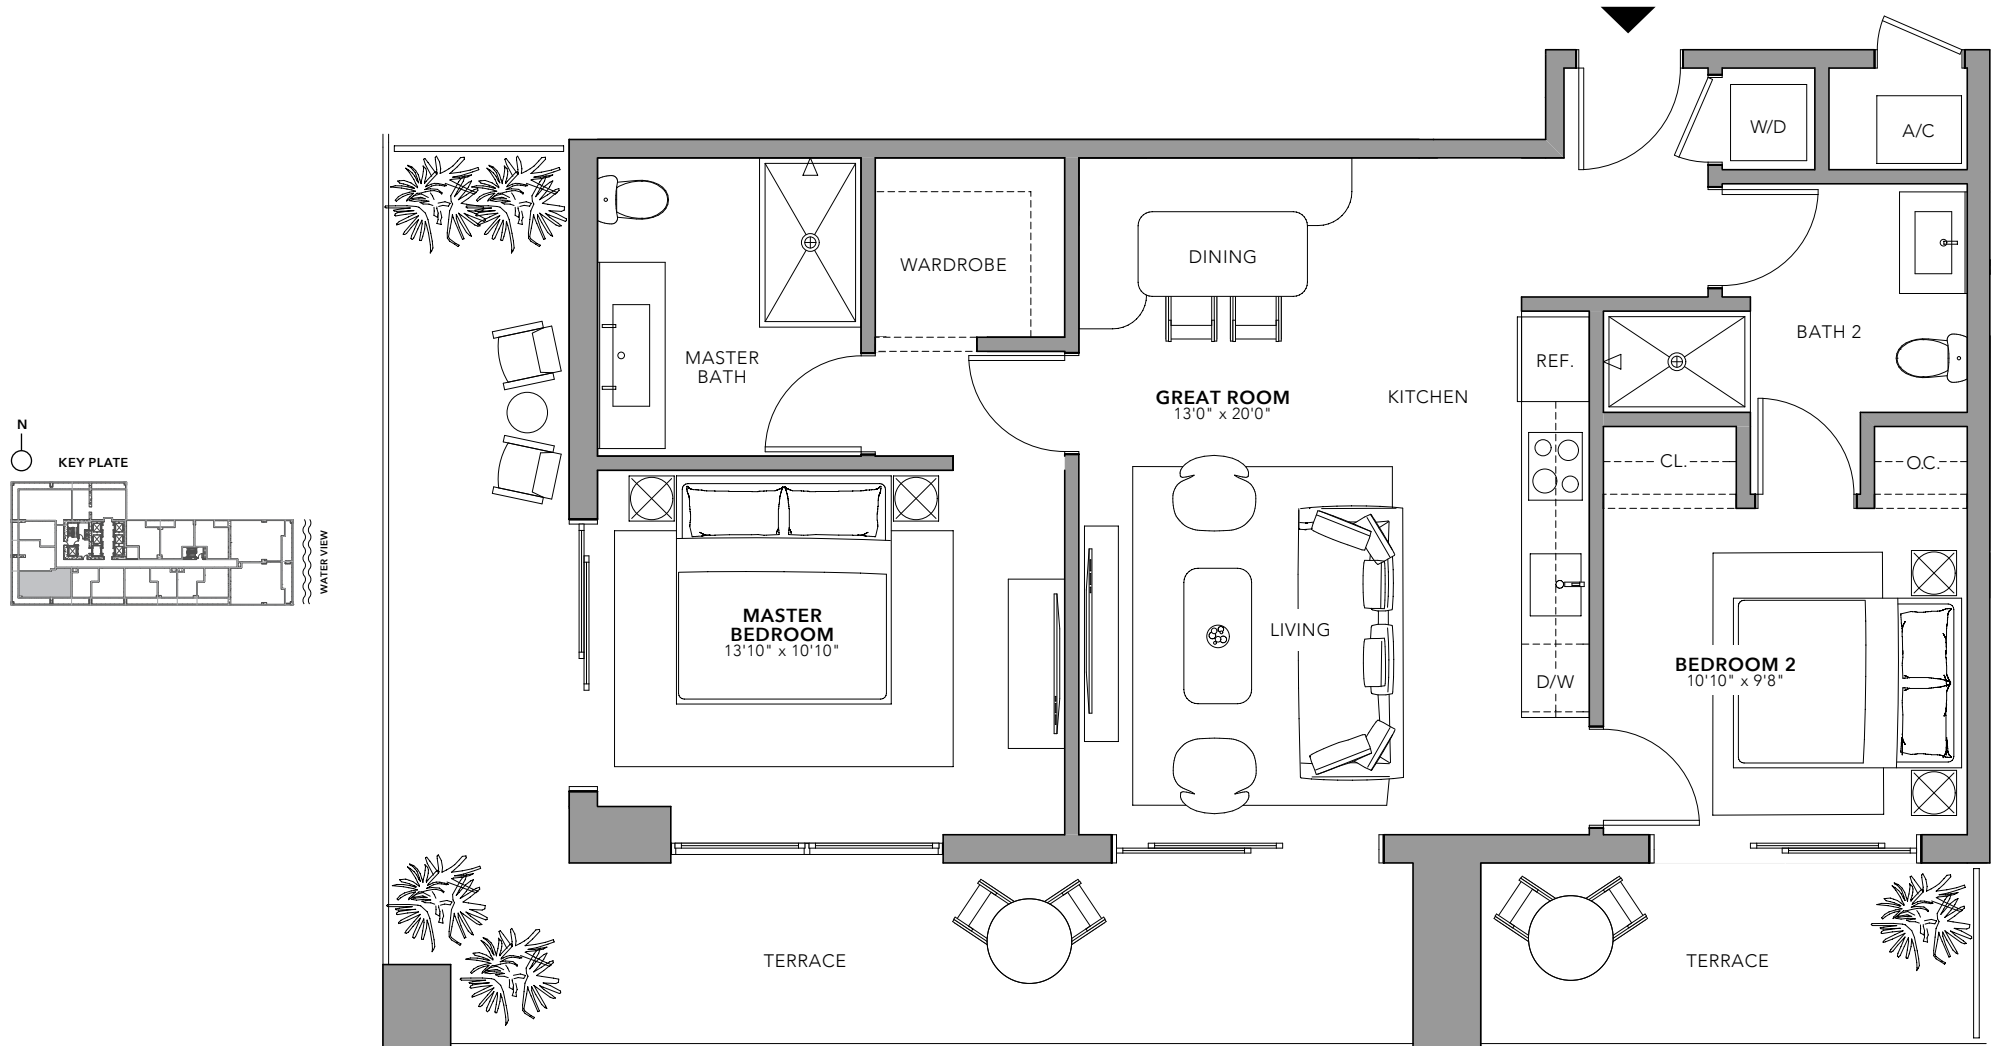 W/D
A/C
DINING
WARDROBE
BATH 2
MASTER
BATH
REF.
GREAT ROOM
13'0" x 20'0"
KITCHEN
N
KEY PLATE
WATER VIEW
CL.
O.C.
MASTER
BEDROOM
13'10" x 10'10"
LIVING
BEDROOM 2
10'10" x 9'8"
D/W
TERRACE
TERRACE